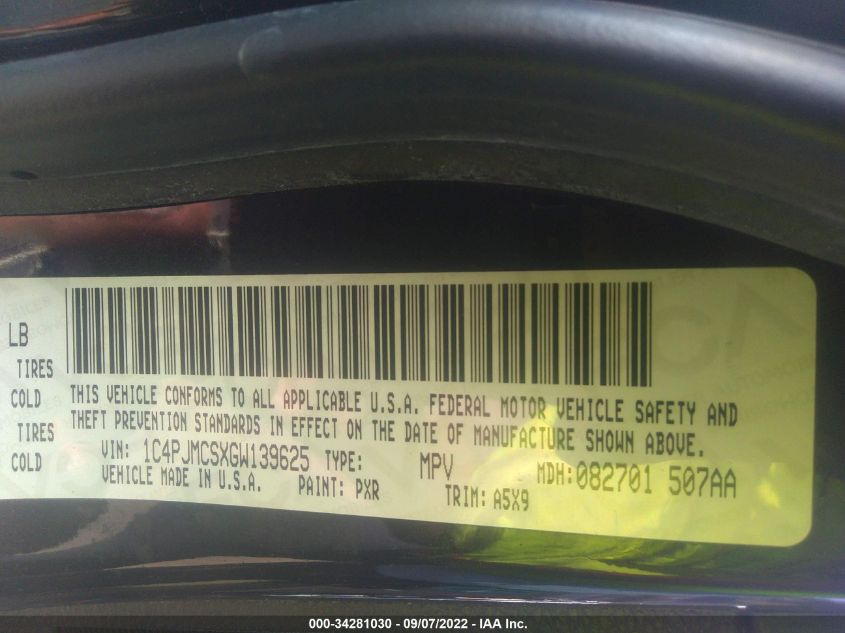 LB
TIRES
COLD
TIRES
COLD
THIS VEHICLE CONFORMS TO ALL APPLICABLE U.S.A. FEDERAL MOTOR VEHICLE SAFETY AND
THEFT PREVENTION STANDARDS IN EFFECT ON THE DATE OF MANUFACTURE SHOWN ABOVE.
VIN: 1C4PJMCSXGW139625 TYPE: MPV MDH:082701 507AA
VEHICLE MADE IN U.S.A. PAINT: PXR TRIM: A5X9
000-34281030 - 09/07/2022 - IAA Inc.